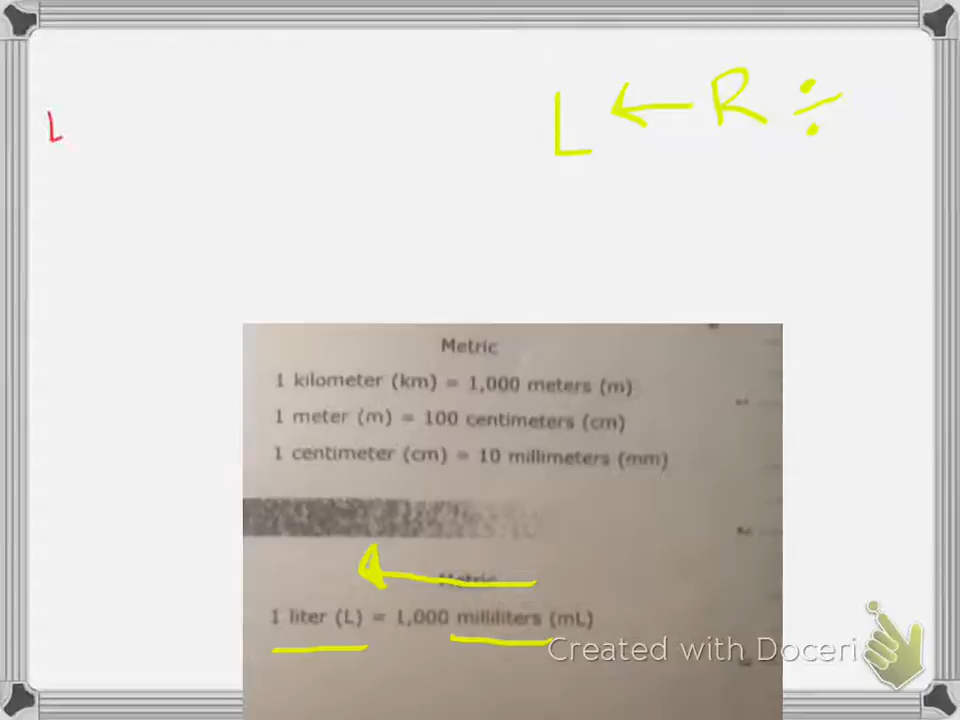 L ← R ÷
L
Metric
1 kilometer (km) = 1,000 meters (m)
1 meter (m) = 100 centimeters (cm)
1 centimeter (cm) = 10 millimeters (mm)
Metric
1 liter (L) = 1,000 milliliters (mL)
Created with Doceri